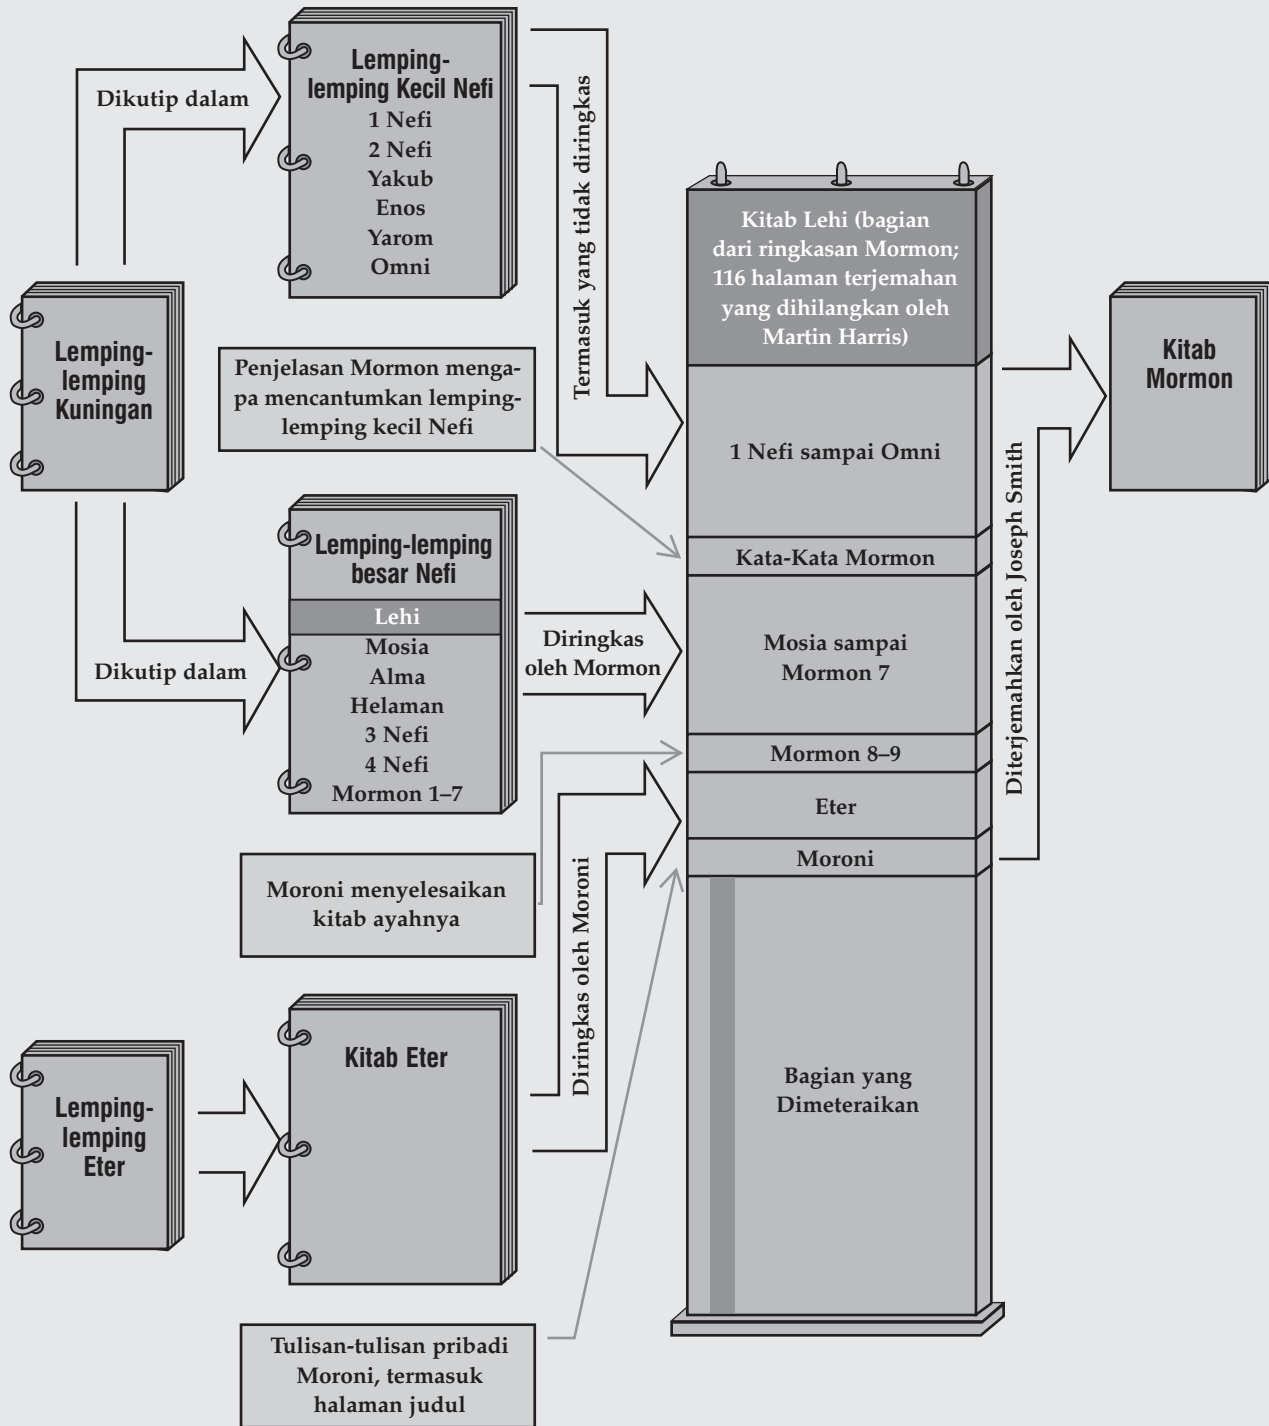 Lemping-
lemping Kecil Nefi
1 Nefi
2 Nefi
Yakub
Enos
Yarom
Omni
Dikutip dalam
Termasuk yang tidak diringkas
Kitab Lehi (bagian
dari ringkasan Mormon;
116 halaman terjemahan
yang dihilangkan oleh
Martin Harris)
Lemping-
lemping
Kuningan
Penjelasan Mormon menga-
pa mencantumkan lemping-
lemping kecil Nefi
1 Nefi sampai Omni
Kitab
Mormon
Diterjemahkan oleh Joseph Smith
Kata-Kata Mormon
Lemping-lemping
besar Nefi
Lehi
Mosia
Alma
Helaman
3 Nefi
4 Nefi
Mormon 1–7
Dikutip dalam
Diringkas
oleh Mormon
Mosia sampai
Mormon 7
Mormon 8–9
Eter
Moroni
Moroni menyelesaikan
kitab ayahnya
Diringkas oleh Moroni
Lemping-
lemping
Eter
Kitab Eter
Bagian yang
Dimeteraikan
Tulisan-tulisan pribadi
Moroni, termasuk
halaman judul